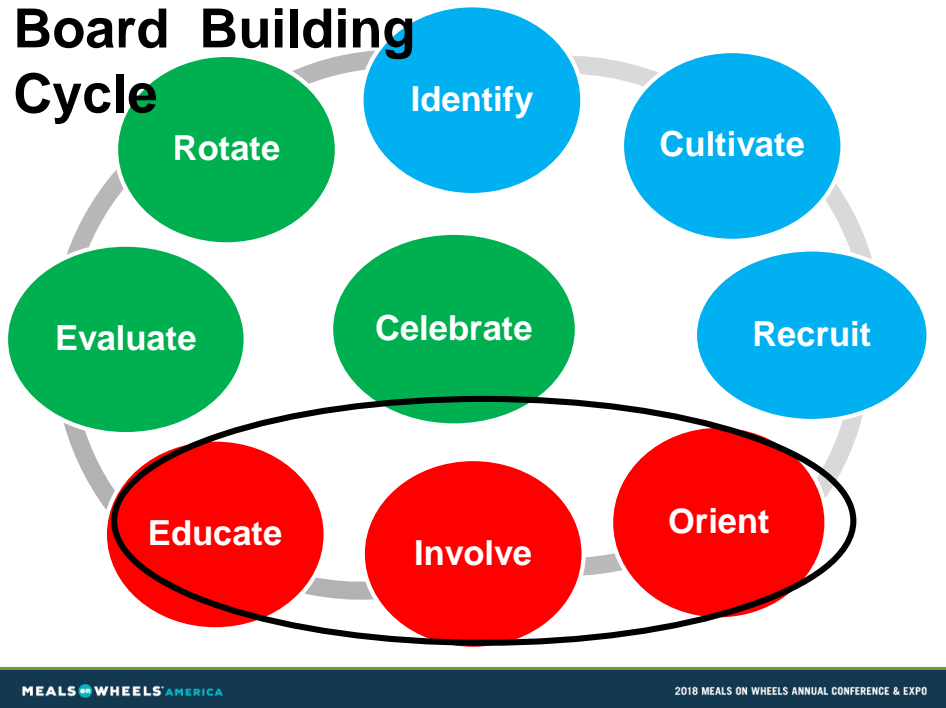 Board Building
Cycle
Identify
Cultivate
Rotate
Recruit
Celebrate
Evaluate
Orient
Involve
Educate
MEALS on WHEELS AMERICA
2018 MEALS ON WHEELS ANNUAL CONFERENCE & EXPO